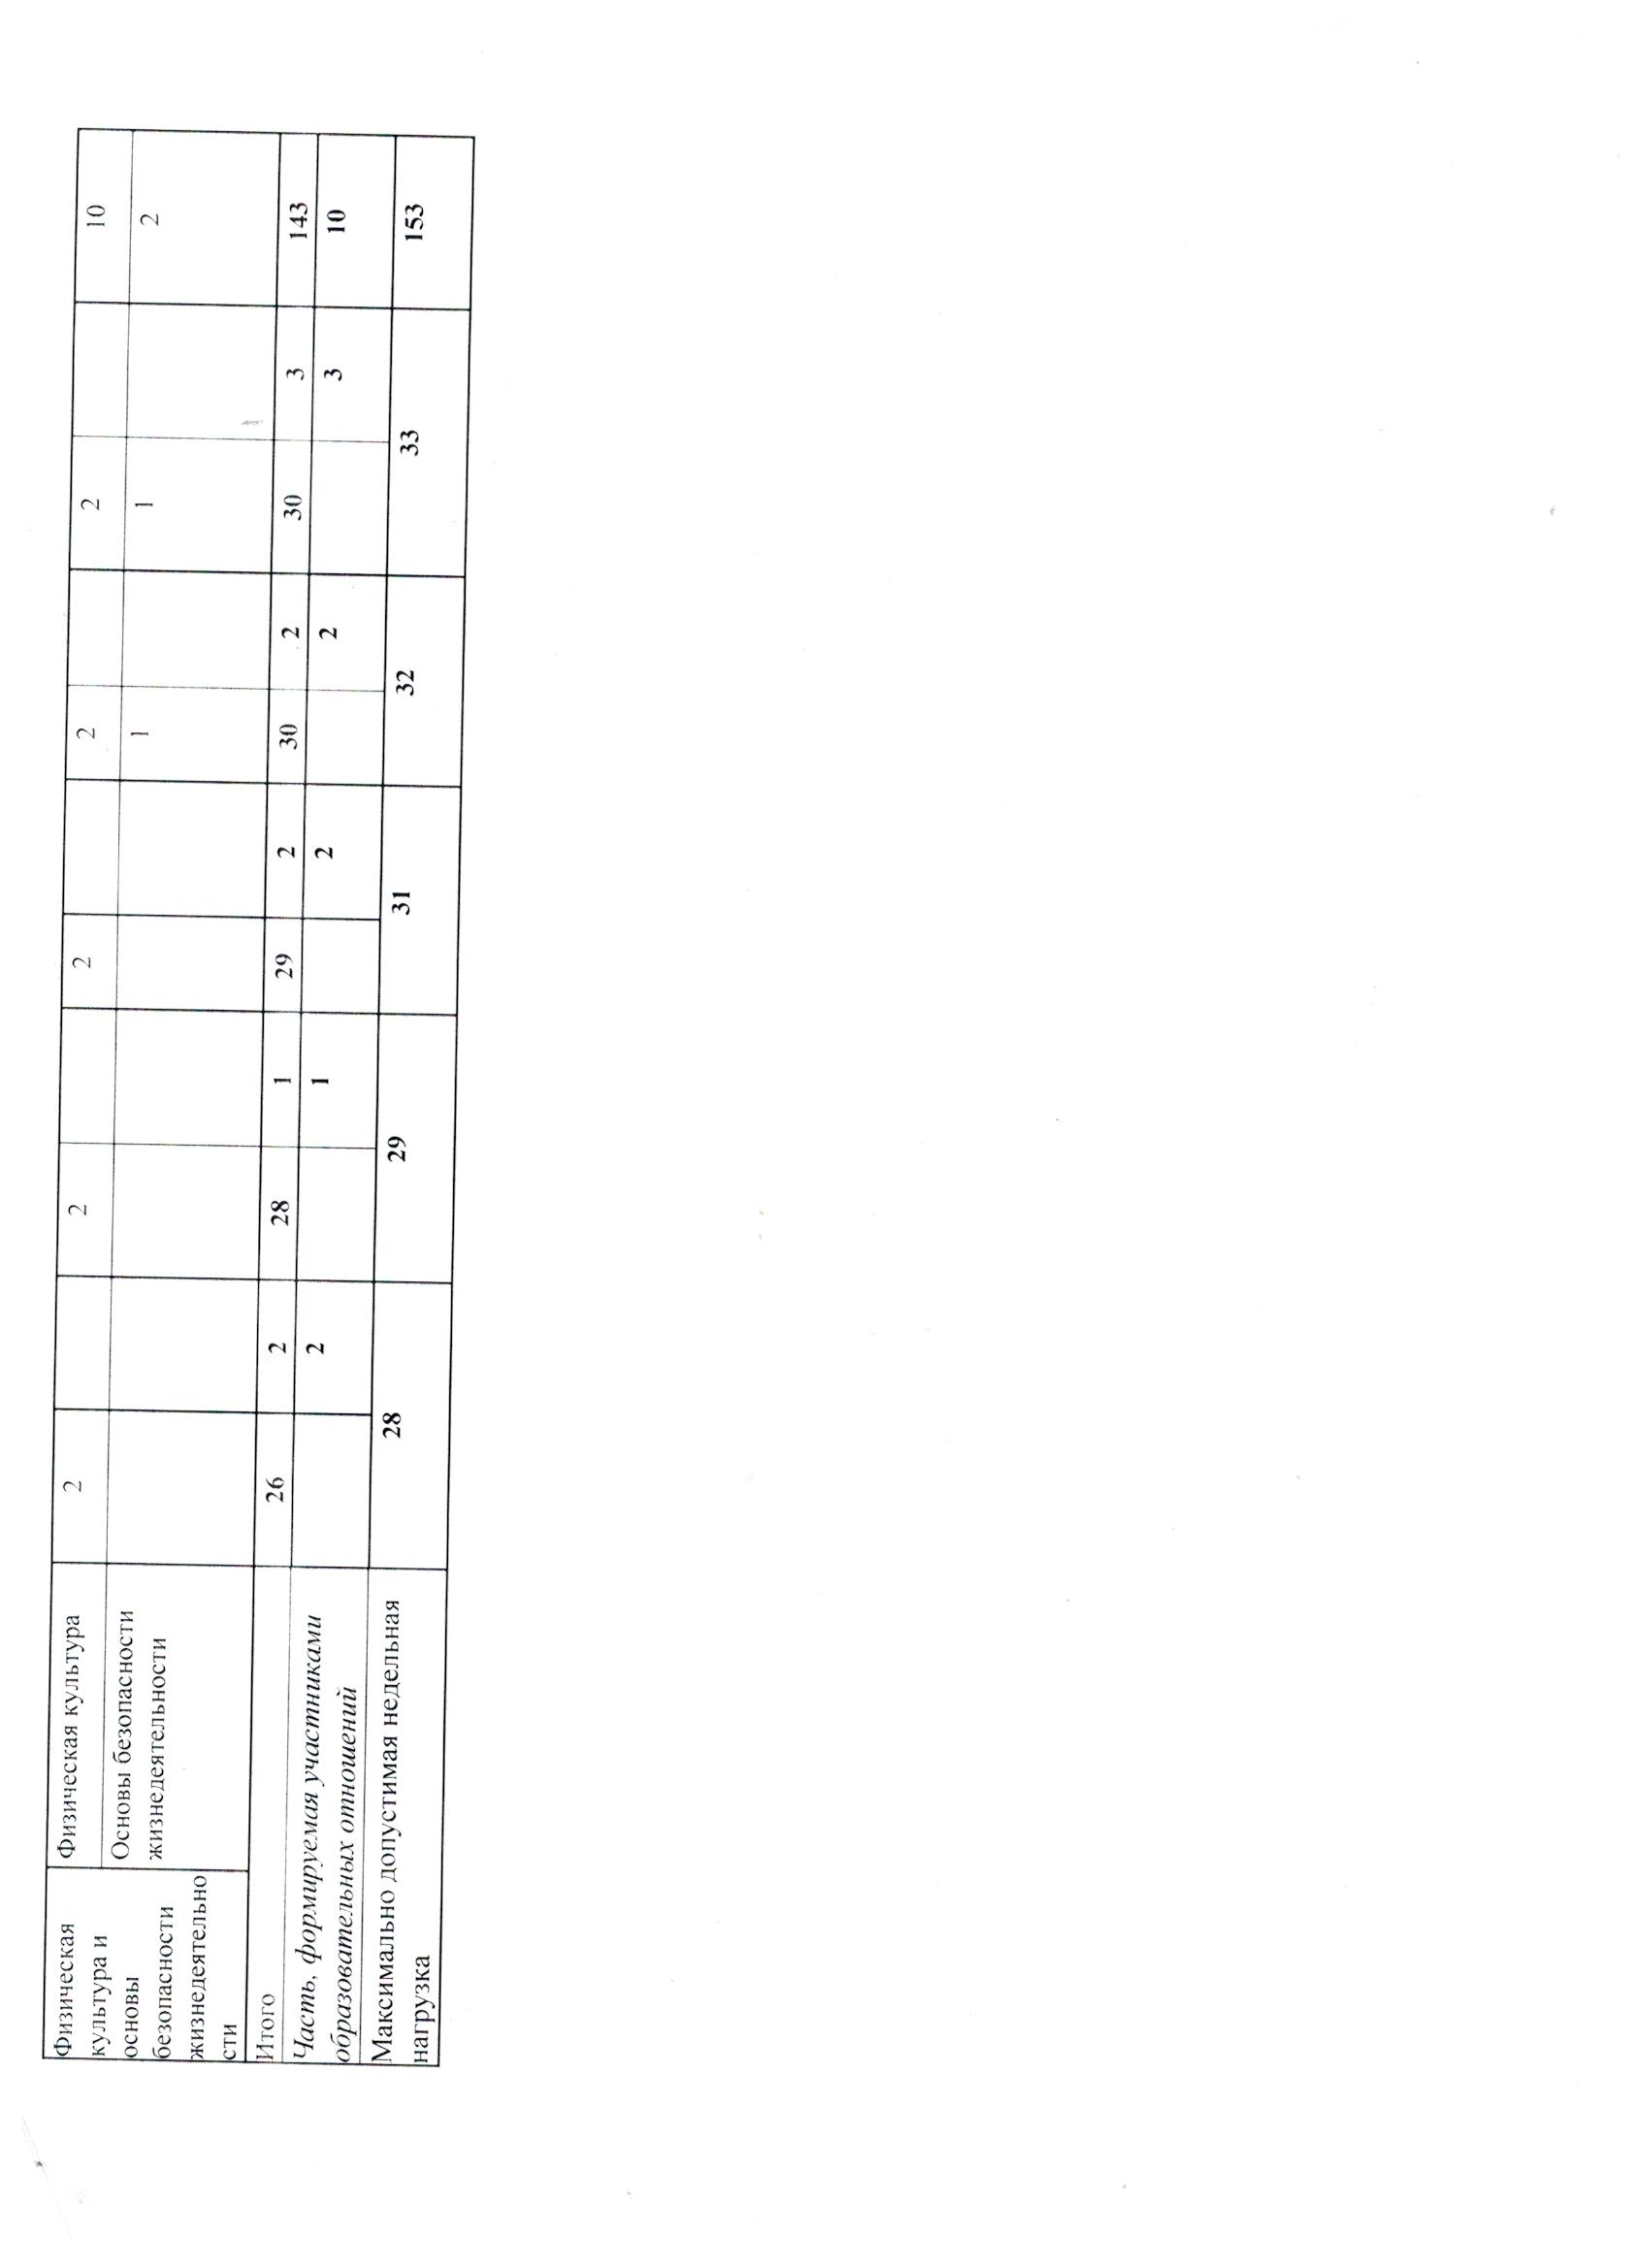 Физическая культура и основы безопасности жизнедеятельно сти
Физическая культура 2 2 2 2 2 10
Основы безопасности жизнедеятельности 1 1 2
Итого 26 2 28 1 29 2 30 2 30 3 143
Часть, формируемая участниками
образовательных отношений 2 1 2 2 3 10
Максимально допустимая недельная
нагрузка 28 29 31 32 33 153